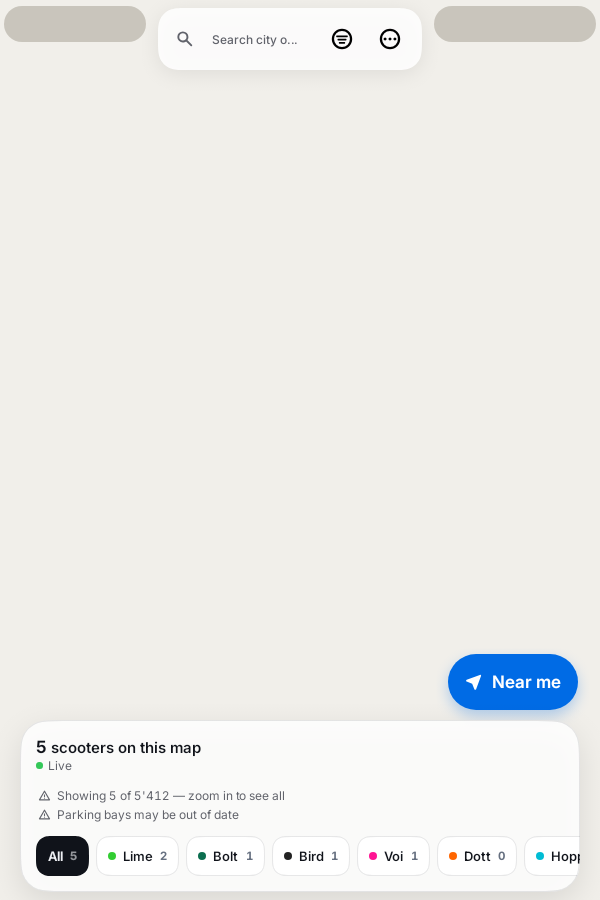 Search city o...
Near me
5 scooters on this map
Live
Showing 5 of 5'412 — zoom in to see all
Parking bays may be out of date
All 5 Lime 2 Bolt 1 Bird 1 Voi 1 Dott 0